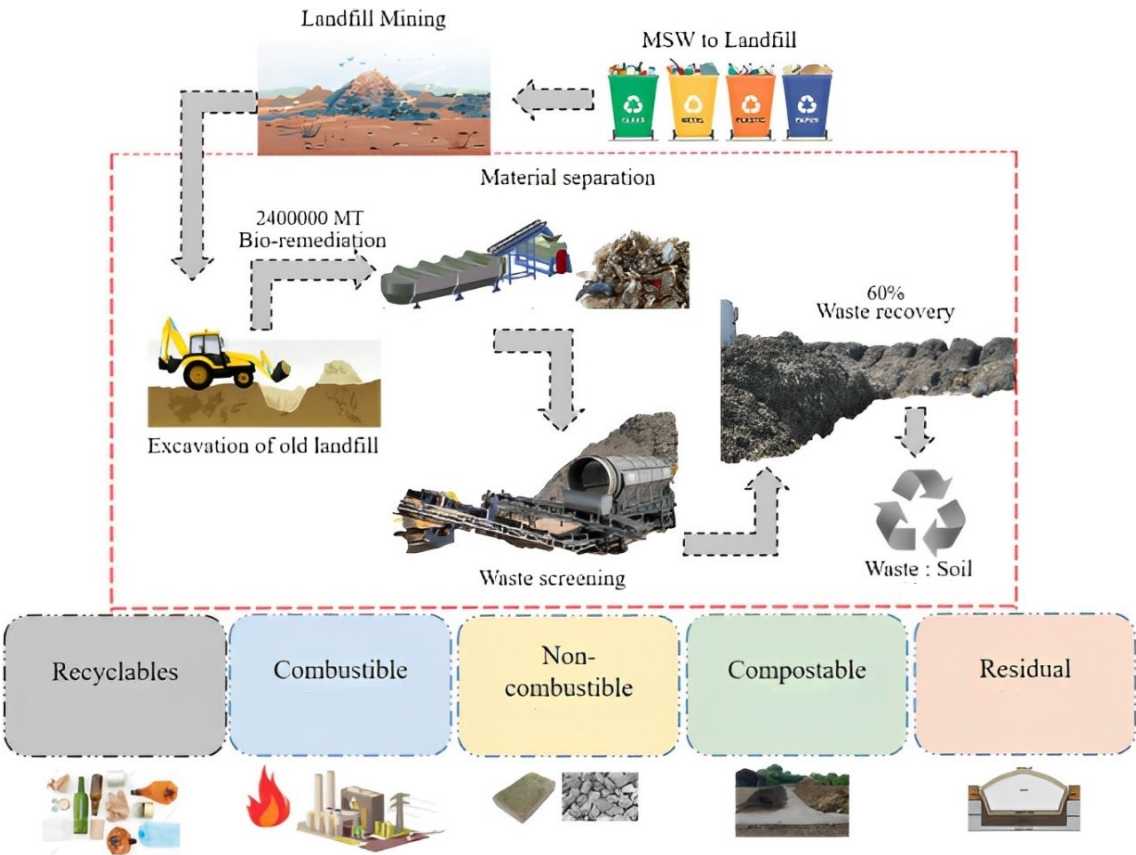 Landfill Mining
MSW to Landfill
Material separation
2400000 MT
Bio-remediation
60%
Waste recovery
Excavation of old landfill
Waste screening
Waste : Soil
Recyclables
Combustible
Non-
combustible
Compostable
Residual